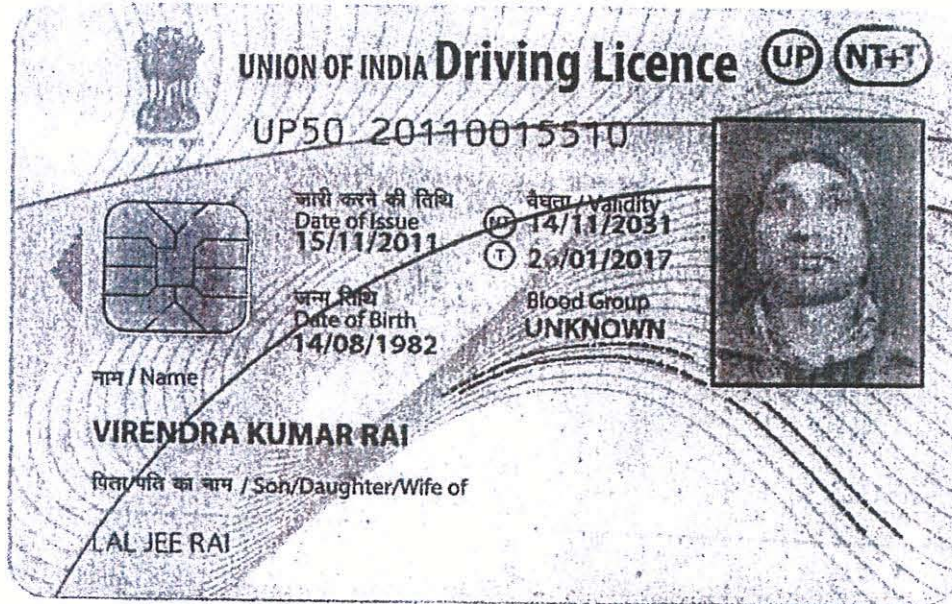 UNION OF INDIA Driving Licence UP NT+T
UP50 20110015510
जारी करने की तिथि
Date of Issue
15/11/2011
वैधता / Validity
NT 14/11/2031
T /01/2017
जन्म तिथि
Date of Birth
14/08/1982
Blood Group
UNKNOWN
नाम / Name
VIRENDRA KUMAR RAI
पिता/पति का नाम / Son/Daughter/Wife of
LAL JEE RAI